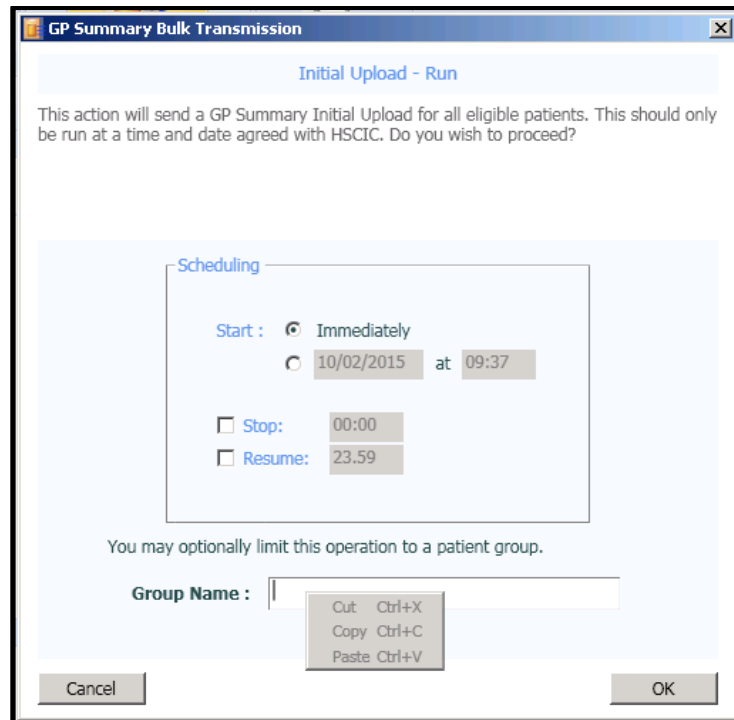 GP Summary Bulk Transmission
Initial Upload - Run
This action will send a GP Summary Initial Upload for all eligible patients. This should only
be run at a time and date agreed with HSCIC. Do you wish to proceed?
Scheduling
Start : Immediately
10/02/2015 at 09:37
Stop: 00:00
Resume: 23.59
You may optionally limit this operation to a patient group.
Group Name :
Cut Ctrl+X
Copy Ctrl+C
Paste Ctrl+V
Cancel OK